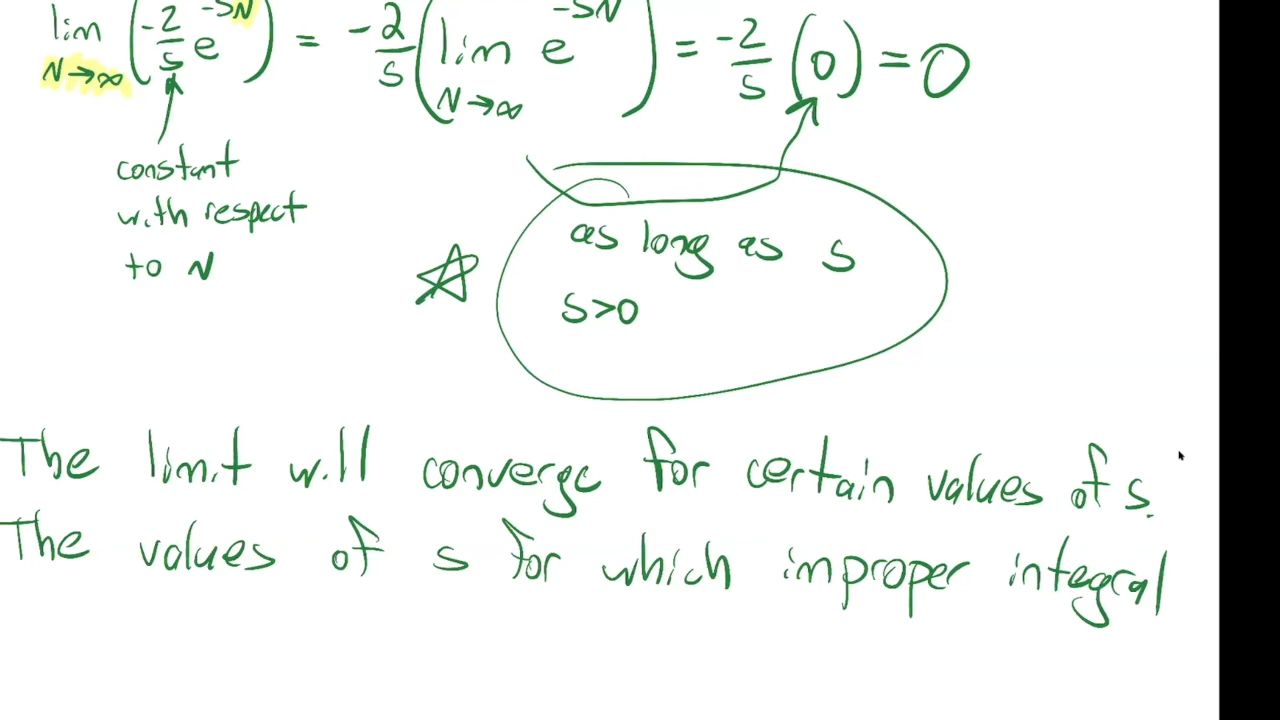 lim N→∞ (-2/s e^-sN) = -2/s (lim N→∞ e^-sN) = -2/s (0) = 0
constant
with respect
to N
as long as s
s>0
The limit will converge for certain values of s.
The values of s for which improper integral